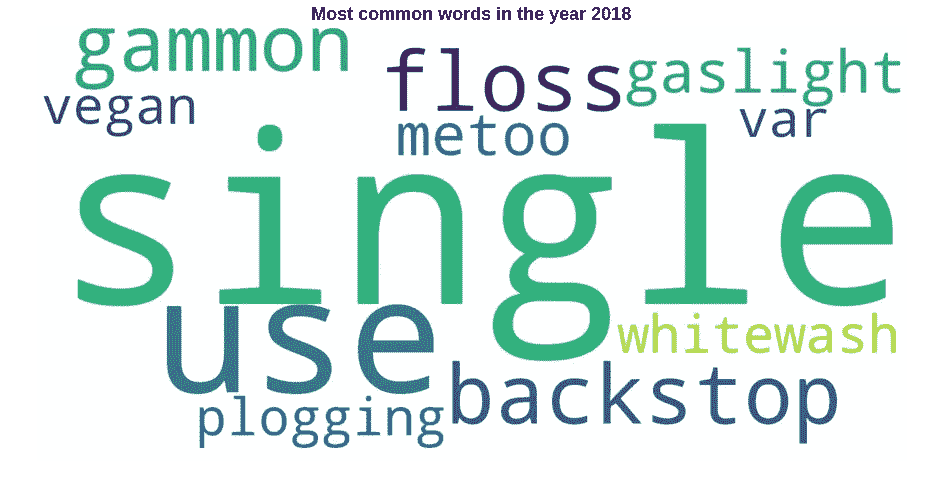 Most common words in the year 2018
gammon
floss
gaslight
vegan
metoo
var
single
use
whitewash
backstop
plogging